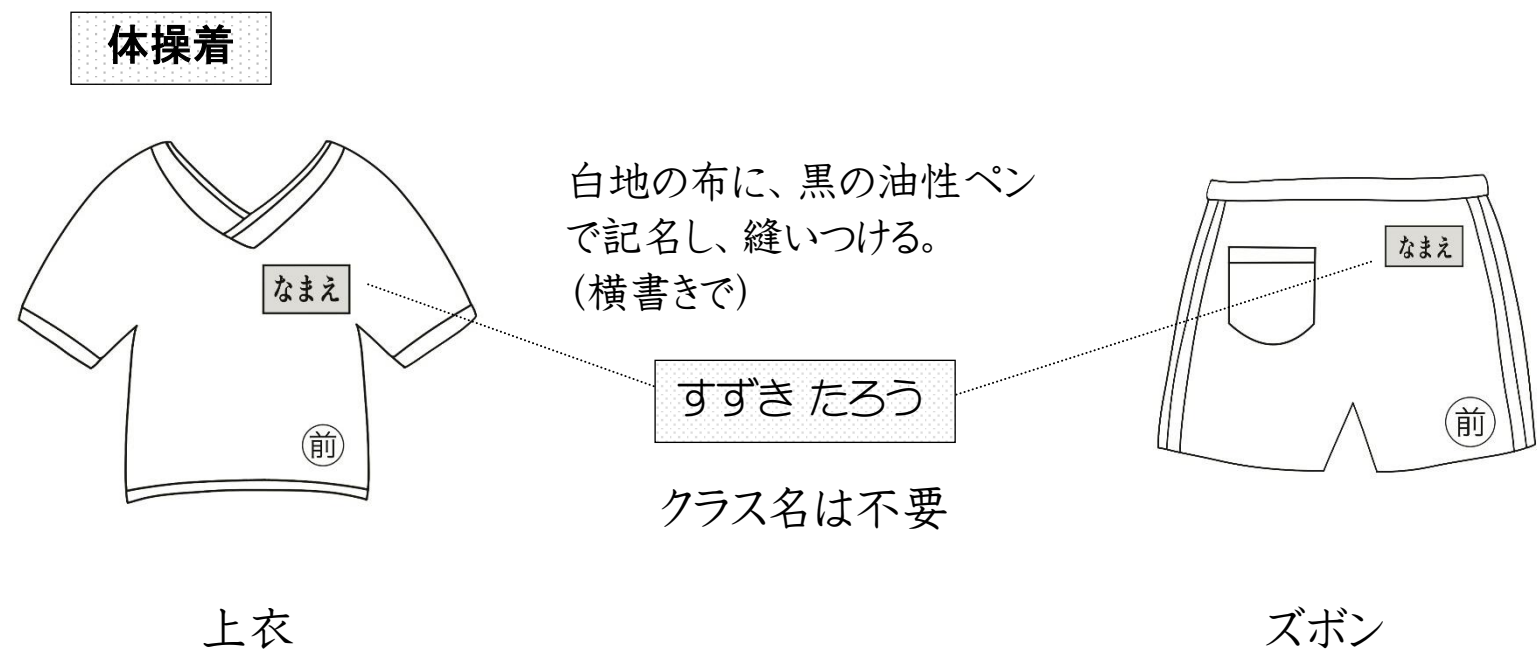 体操着
白地の布に、黒の油性ペン
で記名し、縫いつける。
(横書きで)
なまえ
なまえ
すずき たろう
前
前
クラス名は不要
上衣
ズボン